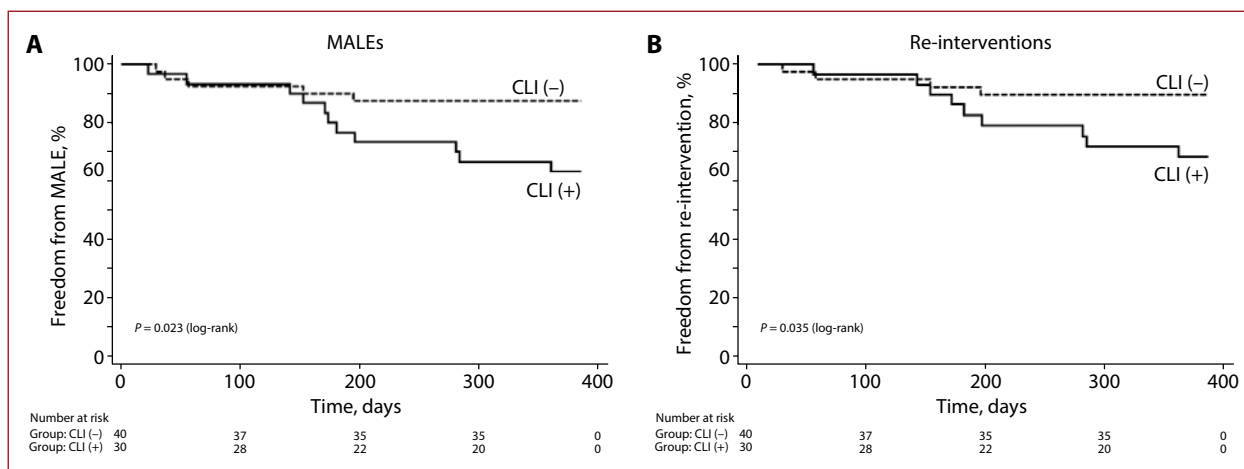 A
MALEs
Freedom from MALE, %
100
80
60
40
20
0
CLI (–)
CLI (+)
P = 0.023 (log-rank)
0 100 200 300 400
Time, days
Number at risk
Group: CLI (–) 40 37 35 35 0
Group: CLI (+) 30 28 22 20 0
B
Re-interventions
Freedom from re-intervention, %
100
80
60
40
20
0
CLI (–)
CLI (+)
P = 0.035 (log-rank)
0 100 200 300 400
Time, days
Number at risk
Group: CLI (–) 40 37 35 35 0
Group: CLI (+) 30 28 22 20 0